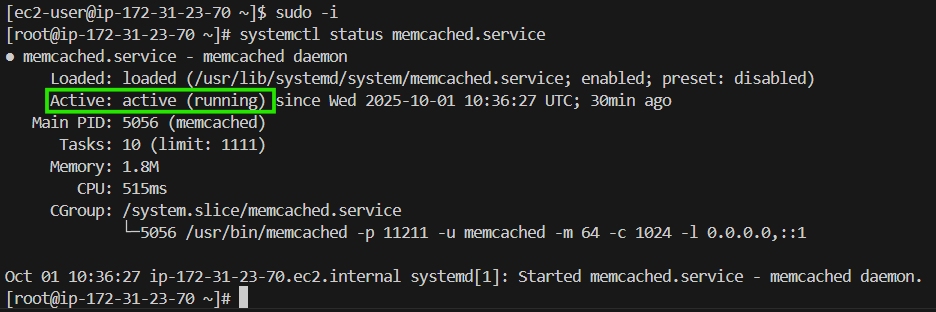 [ec2-user@ip-172-31-23-70 ~]$ sudo -i
[root@ip-172-31-23-70 ~]# systemctl status memcached.service
● memcached.service - memcached daemon
     Loaded: loaded (/usr/lib/systemd/system/memcached.service; enabled; preset: disabled)
     Active: active (running) since Wed 2025-10-01 10:36:27 UTC; 30min ago
   Main PID: 5056 (memcached)
      Tasks: 10 (limit: 1111)
     Memory: 1.8M
        CPU: 515ms
     CGroup: /system.slice/memcached.service
             └─5056 /usr/bin/memcached -p 11211 -u memcached -m 64 -c 1024 -l 0.0.0.0,::1

Oct 01 10:36:27 ip-172-31-23-70.ec2.internal systemd[1]: Started memcached.service - memcached daemon.
[root@ip-172-31-23-70 ~]#